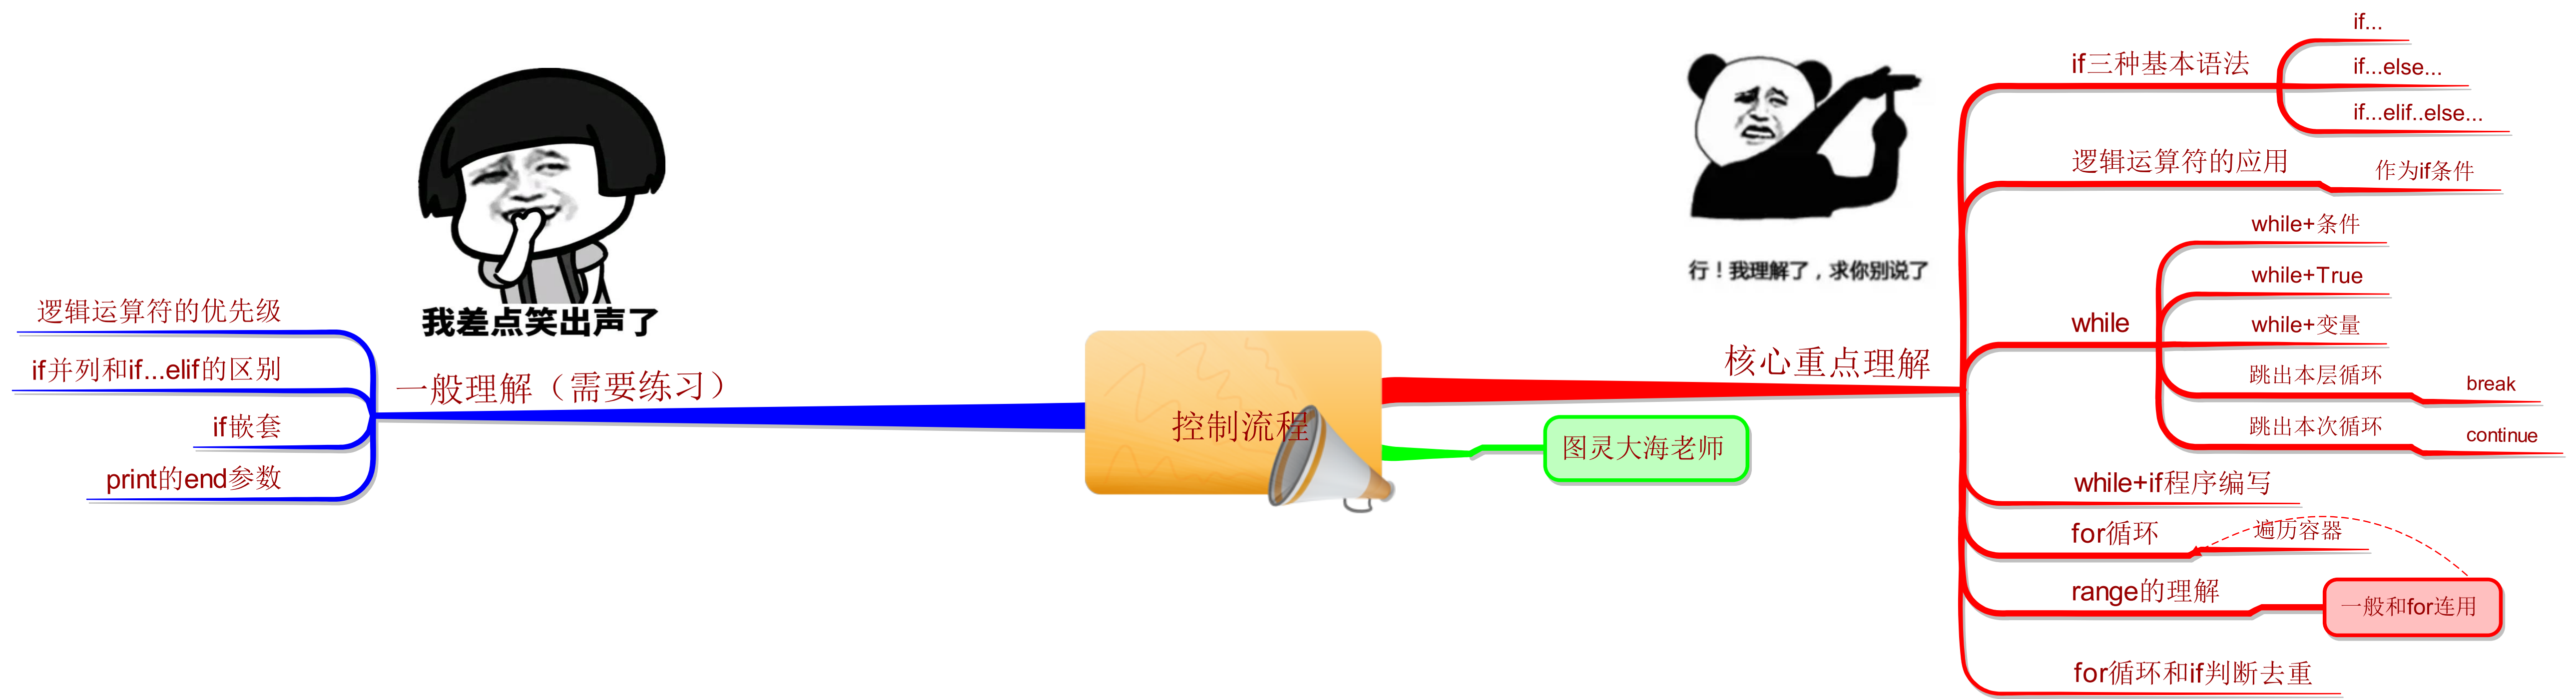 我差点笑出声了
逻辑运算符的优先级
if并列和if...elif的区别
if嵌套
print的end参数
一般理解（需要练习）
控制流程
图灵大海老师
行！我理解了，求你别说了
核心重点理解
if三种基本语法
if...
if...else...
if...elif..else...
逻辑运算符的应用
作为if条件
while
while+条件
while+True
while+变量
跳出本层循环
break
跳出本次循环
continue
while+if程序编写
for循环
遍历容器
range的理解
一般和for连用
for循环和if判断去重